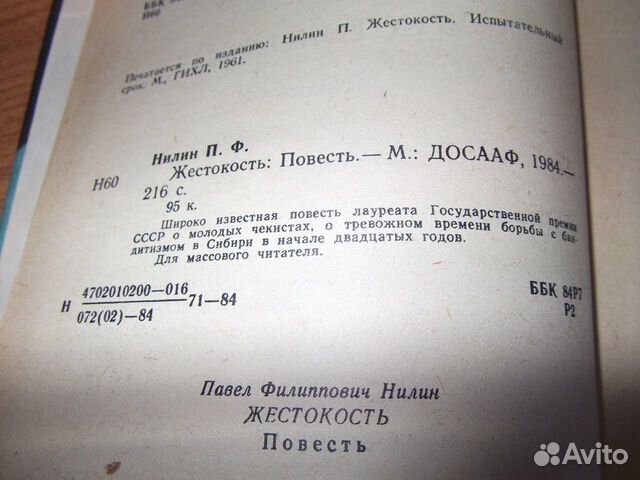 ББК
Н60
Печатается по изданию: Нилин П. Жестокость. Испытательный
срок. М., ГИХЛ, 1961.
Нилин П. Ф.
Н60 Жестокость: Повесть.— М.: ДОСААФ, 1984.—
216 с.
95 к.
Широко известная повесть лауреата Государственной премии
СССР о молодых чекистах, о тревожном времени борьбы с бан-
дитизмом в Сибири в начале двадцатых годов.
Для массового читателя.
Н 4702010200—016 71—84
072(02)—84
ББК 84Р7
Р2
Павел Филиппович Нилин
ЖЕСТОКОСТЬ
Повесть
Avito